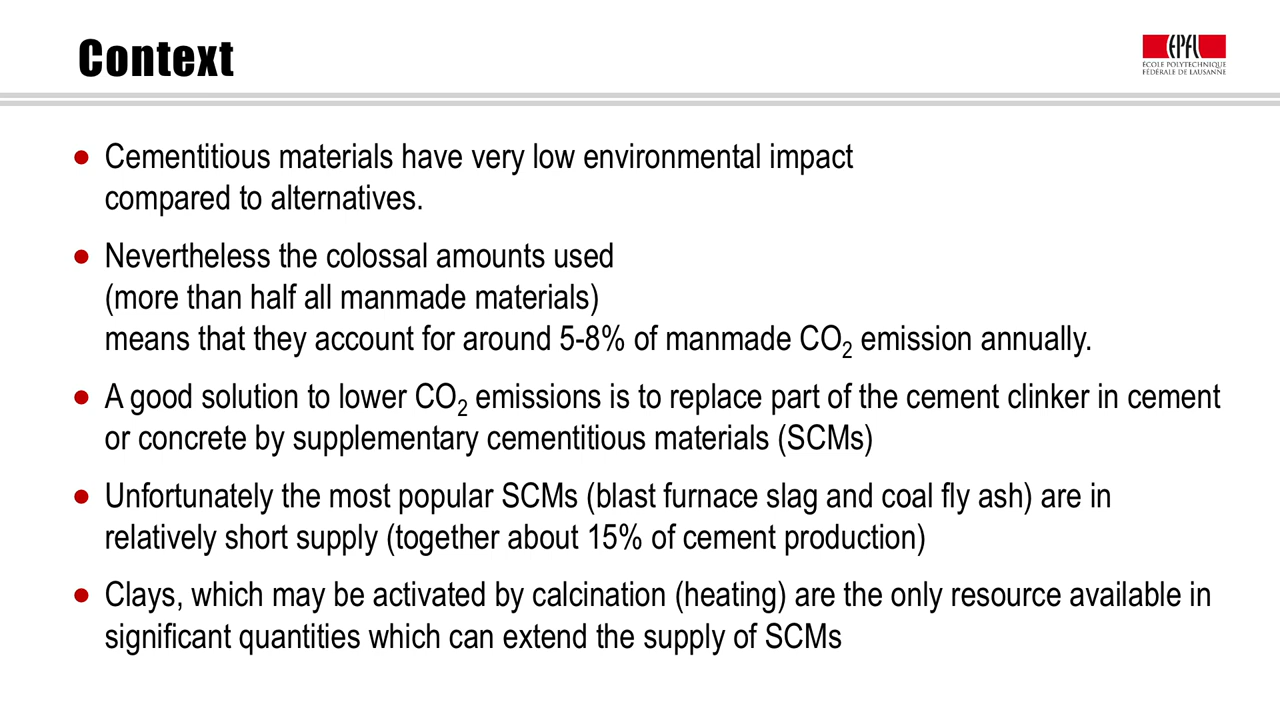 Context
EPFL
ÉCOLE POLYTECHNIQUE
FÉDÉRALE DE LAUSANNE
• Cementitious materials have very low environmental impact
compared to alternatives.
• Nevertheless the colossal amounts used
(more than half all manmade materials)
means that they account for around 5-8% of manmade CO₂ emission annually.
• A good solution to lower CO₂ emissions is to replace part of the cement clinker in cement
or concrete by supplementary cementitious materials (SCMs)
• Unfortunately the most popular SCMs (blast furnace slag and coal fly ash) are in
relatively short supply (together about 15% of cement production)
• Clays, which may be activated by calcination (heating) are the only resource available in
significant quantities which can extend the supply of SCMs